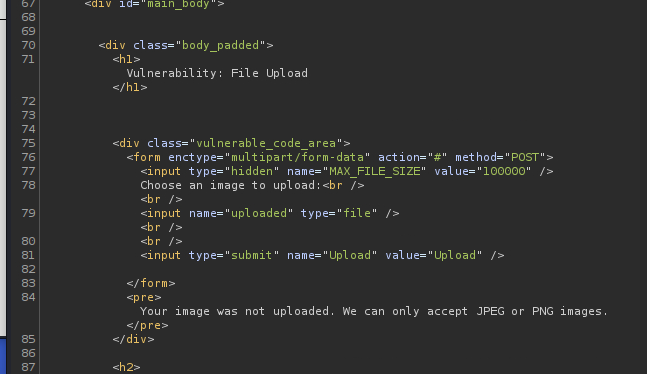 67 <div id="main_body">
68
69
70 <div class="body_padded">
71 <h1>
Vulnerability: File Upload
</h1>
72
73
74
75 <div class="vulnerable_code_area">
76 <form enctype="multipart/form-data" action="#" method="POST">
77 <input type="hidden" name="MAX_FILE_SIZE" value="100000" />
78 Choose an image to upload:<br />
<br />
79 <input name="uploaded" type="file" />
<br />
80 <br />
81 <input type="submit" name="Upload" value="Upload" />
82
83 </form>
84 <pre>
Your image was not uploaded. We can only accept JPEG or PNG images.
</pre>
85 </div>
86
87 <h2>